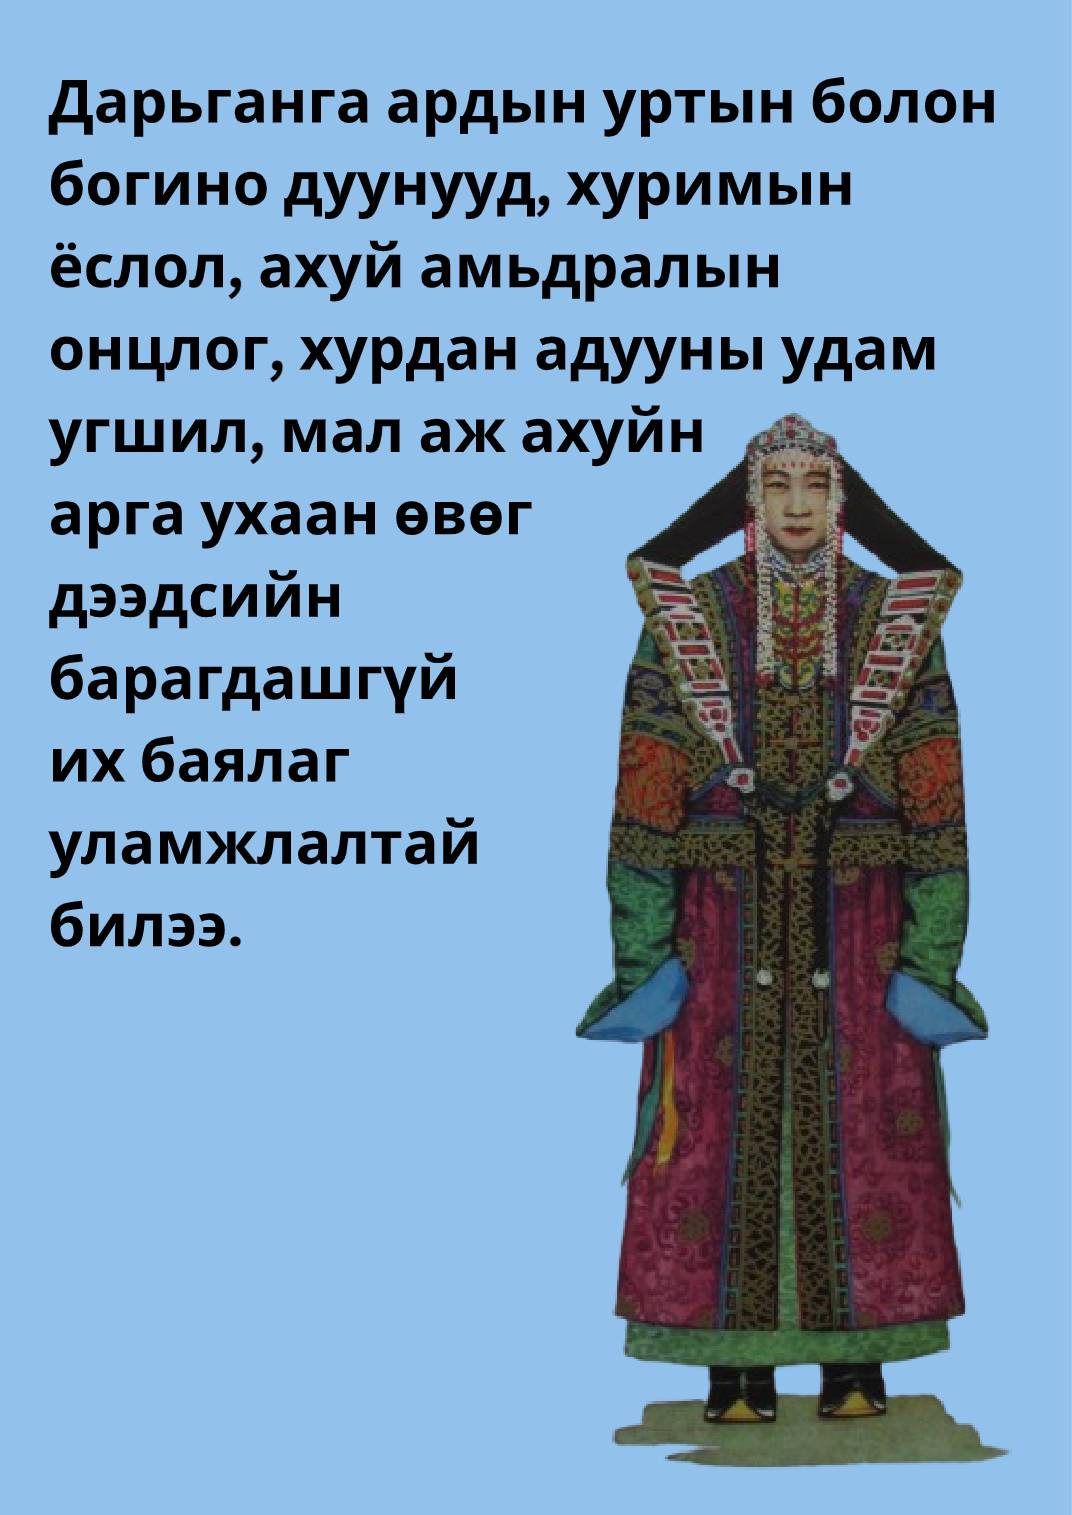 Дарьганга ардын уртын болон
богино дуунууд, хуримын
ёслол, ахуй амьдралын
онцлог, хурдан адууны удам
угшил, мал аж ахуйн
арга ухаан өвөг
дээдсийн
барагдашгүй
их баялаг
уламжлалтай
билээ.